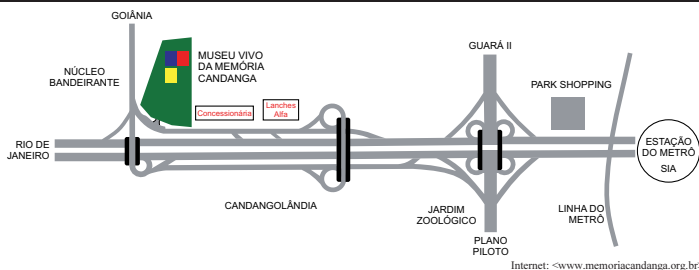 GOIÂNIA
NÚCLEO
BANDEIRANTE
MUSEU VIVO
DA MEMÓRIA
CANDANGA
Concessionária
Lanches
Alfa
GUARÁ II
PARK SHOPPING
RIO DE
JANEIRO
ESTAÇÃO
DO METRÔ
SIA
CANDANGOLÂNDIA
JARDIM
ZOOLÓGICO
LINHA DO
METRÔ
PLANO
PILOTO
Internet: <www.memoriacandanga.org.br>